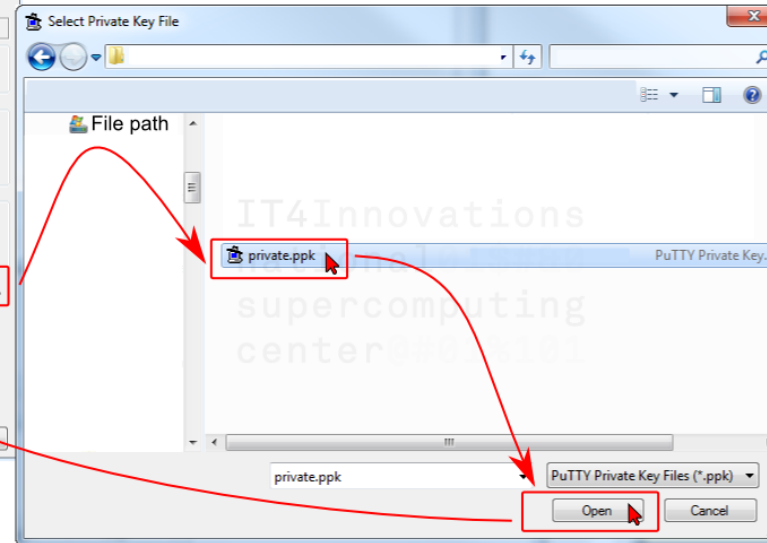 Select Private Key File
File path
IT4Innovations
national
private.ppk
PuTTY Private Key
supercomputing
center
private.ppk
PuTTY Private Key Files (*.ppk)
Open
Cancel